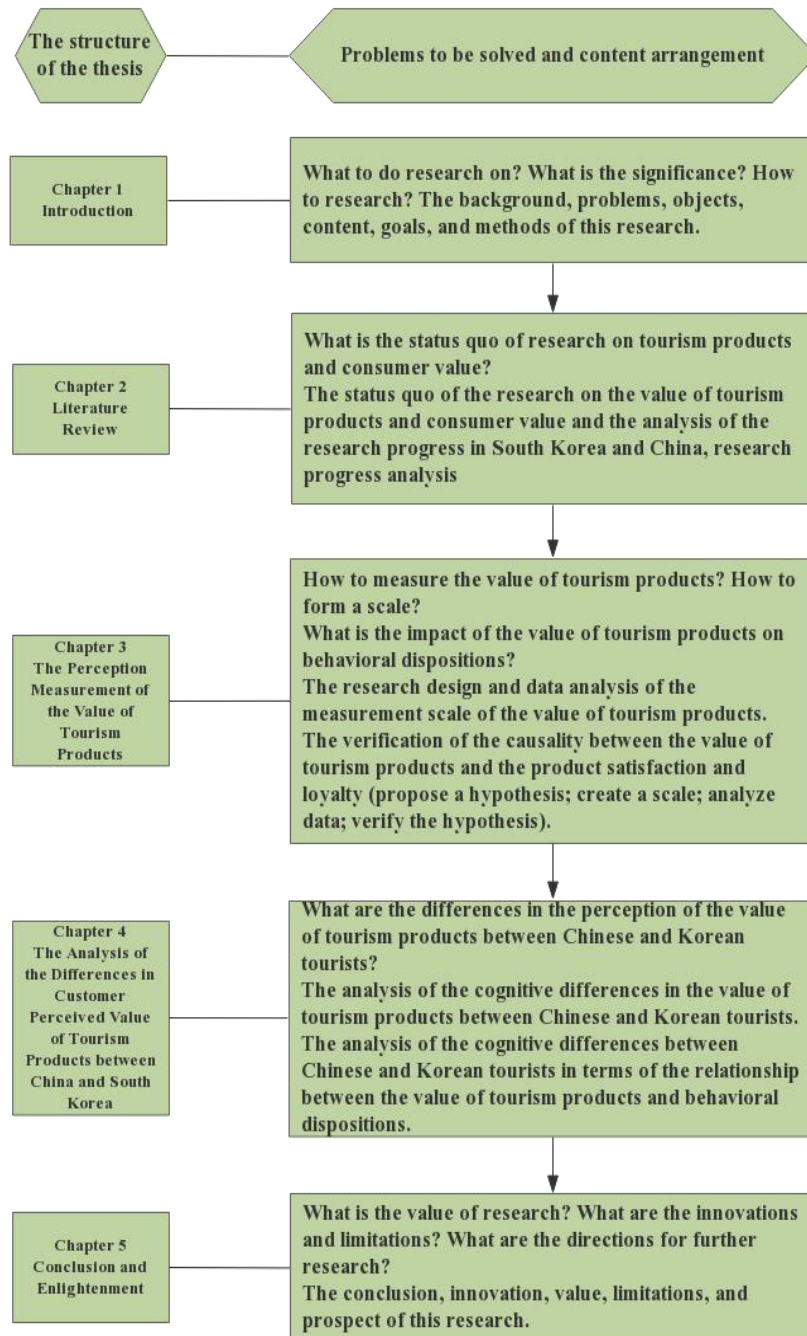 The structure
of the thesis
Problems to be solved and content arrangement
Chapter 1
Introduction
What to do research on? What is the significance? How
to research? The background, problems, objects,
content, goals, and methods of this research.
Chapter 2
Literature
Review
What is the status quo of research on tourism products
and consumer value?
The status quo of the research on the value of tourism
products and consumer value and the analysis of the
research progress in South Korea and China, research
progress analysis
Chapter 3
The Perception
Measurement of
the Value of
Tourism
Products
How to measure the value of tourism products? How to
form a scale?
What is the impact of the value of tourism products on
behavioral dispositions?
The research design and data analysis of the
measurement scale of the value of tourism products.
The verification of the causality between the value of
tourism products and the product satisfaction and
loyalty (propose a hypothesis; create a scale; analyze
data; verify the hypothesis).
Chapter 4
The Analysis of
the Differences in
Customer
Perceived Value
of Tourism
Products between
China and South
Korea
What are the differences in the perception of the value
of tourism products between Chinese and Korean
tourists?
The analysis of the cognitive differences in the value of
tourism products between Chinese and Korean tourists.
The analysis of the cognitive differences between
Chinese and Korean tourists in terms of the relationship
between the value of tourism products and behavioral
dispositions.
Chapter 5
Conclusion and
Enlightenment
What is the value of research? What are the innovations
and limitations? What are the directions for further
research?
The conclusion, innovation, value, limitations, and
prospect of this research.